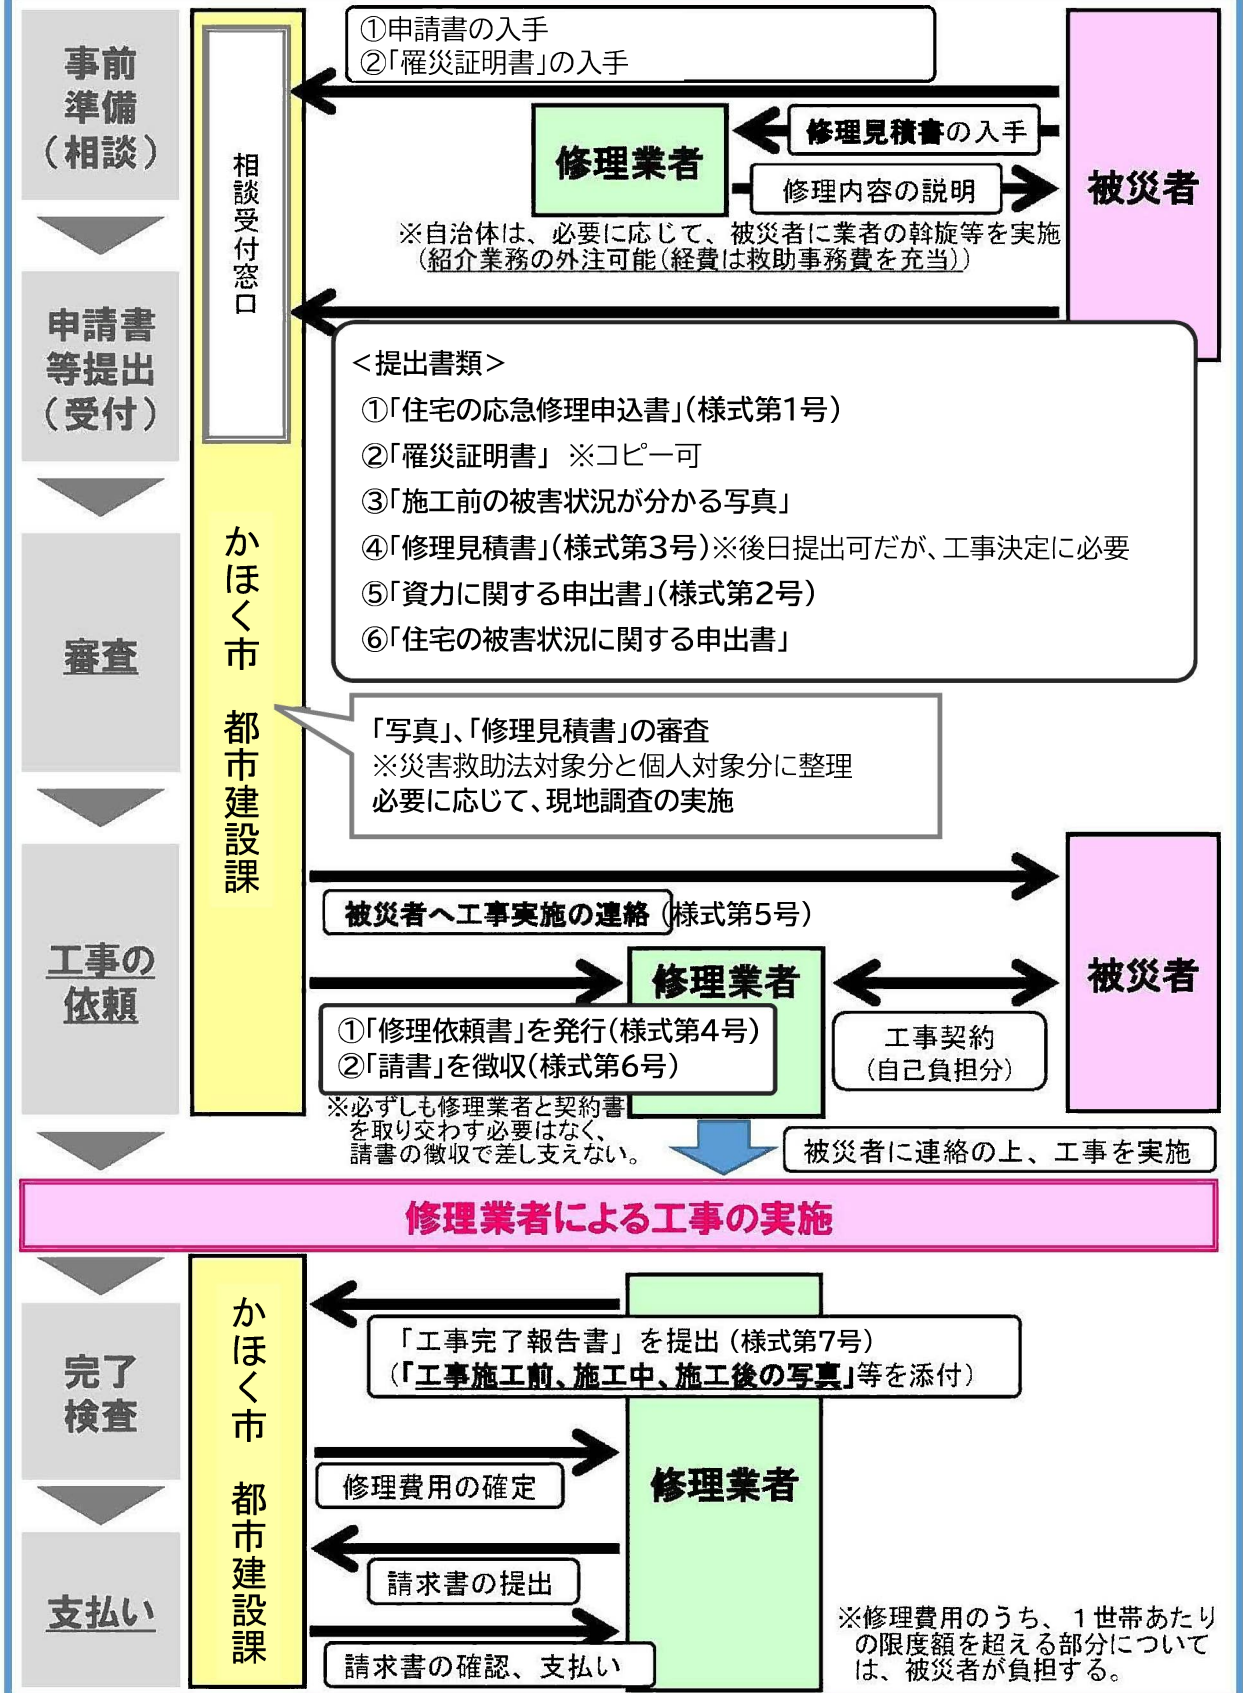 事前
準備
（相談）
相談受付窓口
①申請書の入手
②「罹災証明書」の入手
修理業者
修理見積書の入手
修理内容の説明
被災者
※自治体は、必要に応じて、被災者に業者の斡旋等を実施
（紹介業務の外注可能（経費は救助事務費を充当））
申請書
等提出
（受付）
＜提出書類＞
①「住宅の応急修理申込書」（様式第１号）
②「罹災証明書」 ※コピー可
③「施工前の被害状況が分かる写真」
④「修理見積書」（様式第３号）※後日提出可だが、工事決定に必要
⑤「資力に関する申出書」（様式第２号）
⑥「住宅の被害状況に関する申出書」
審査
かほく市 都市建設課
「写真」、「修理見積書」の審査
※災害救助法対象分と個人対象分に整理
必要に応じて、現地調査の実施
工事の
依頼
被災者へ工事実施の連絡（様式第５号）
修理業者
被災者
①「修理依頼書」を発行（様式第４号）
②「請書」を徴収（様式第６号）
工事契約
（自己負担分）
※必ずしも修理業者と契約書
を取り交わす必要はなく、
請書の徴収で差し支えない。
被災者に連絡の上、工事を実施
修理業者による工事の実施
完了
検査
かほく市 都市建設課
「工事完了報告書」を提出（様式第７号）
（「工事施工前、施工中、施工後の写真」等を添付）
修理費用の確定
修理業者
支払い
請求書の提出
請求書の確認、支払い
※修理費用のうち、１世帯あたり
の限度額を超える部分について
は、被災者が負担する。